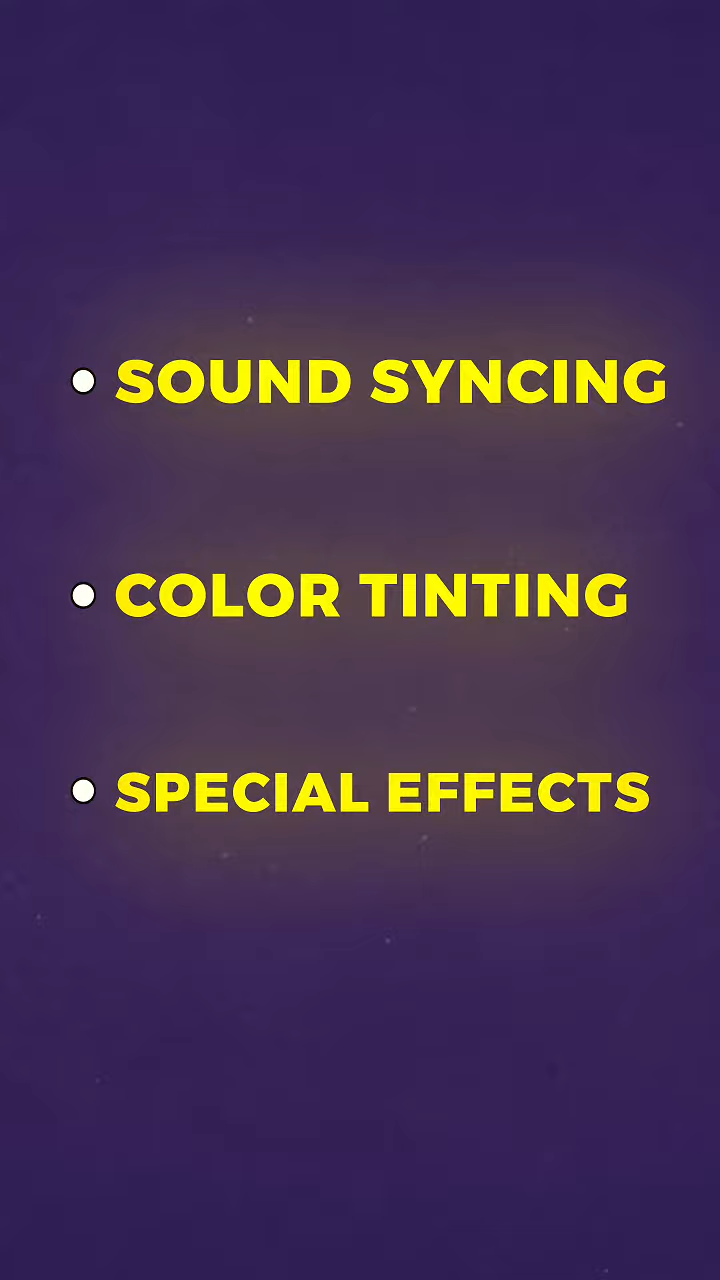 • SOUND SYNCING
• COLOR TINTING
• SPECIAL EFFECTS